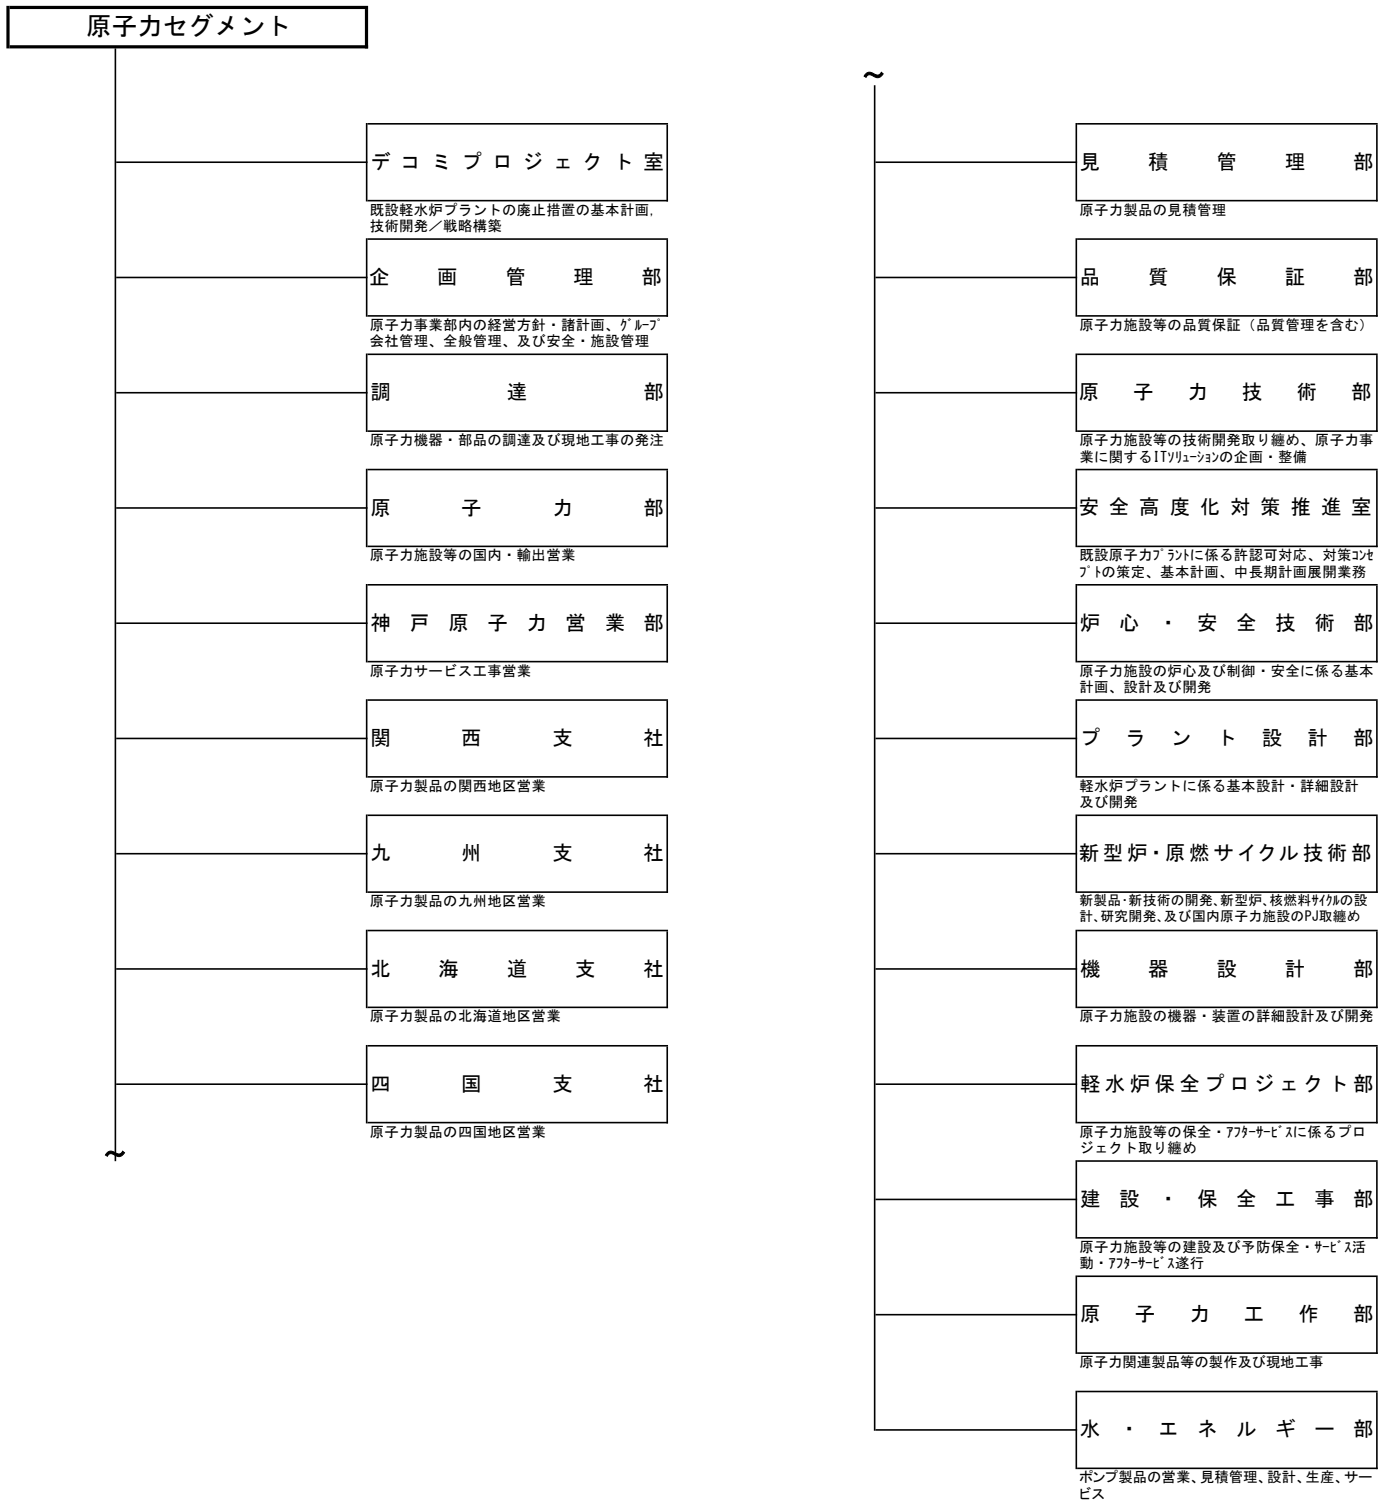 原子力セグメント
デコミプロジェクト室
既設軽水炉プラントの廃止措置の基本計画,
技術開発／戦略構築
企画管理部
原子力事業部内の経営方針・諸計画、ｸﾞﾙｰﾌﾟ
会社管理、全般管理、及び安全・施設管理
調達部
原子力機器・部品の調達及び現地工事の発注
原子力部
原子力施設等の国内・輸出営業
神戸原子力営業部
原子力サービス工事営業
関西支社
原子力製品の関西地区営業
九州支社
原子力製品の九州地区営業
北海道支社
原子力製品の北海道地区営業
四国支社
原子力製品の四国地区営業
~
~
見積管理部
原子力製品の見積管理
品質保証部
原子力施設等の品質保証（品質管理を含む）
原子力技術部
原子力施設等の技術開発取り纏め、原子力事
業に関するITｿﾘｭｰｼｮﾝの企画・整備
安全高度化対策推進室
既設原子力ﾌﾟﾗﾝﾄに係る許認可対応、対策ｺﾝｾ
ﾌﾟﾄの策定、基本計画、中長期計画展開業務
炉心・安全技術部
原子力施設の炉心及び制御・安全に係る基本
計画、設計及び開発
プラント設計部
軽水炉プラントに係る基本設計・詳細設計
及び開発
新型炉・原燃サイクル技術部
新製品･新技術の開発､新型炉､核燃料ｻｲｸﾙの設
計､研究開発､及び国内原子力施設のPJ取纏め
機器設計部
原子力施設の機器・装置の詳細設計及び開発
軽水炉保全プロジェクト部
原子力施設等の保全・ｱﾌﾀｰｻｰﾋﾞｽに係るプロ
ジェクト取り纏め
建設・保全工事部
原子力施設等の建設及び予防保全・ｻｰﾋﾞｽ活
動・ｱﾌﾀｰｻｰﾋﾞｽ遂行
原子力工作部
原子力関連製品等の製作及び現地工事
水・エネルギー部
ポンプ製品の営業､見積管理､設計､生産､サー
ビス